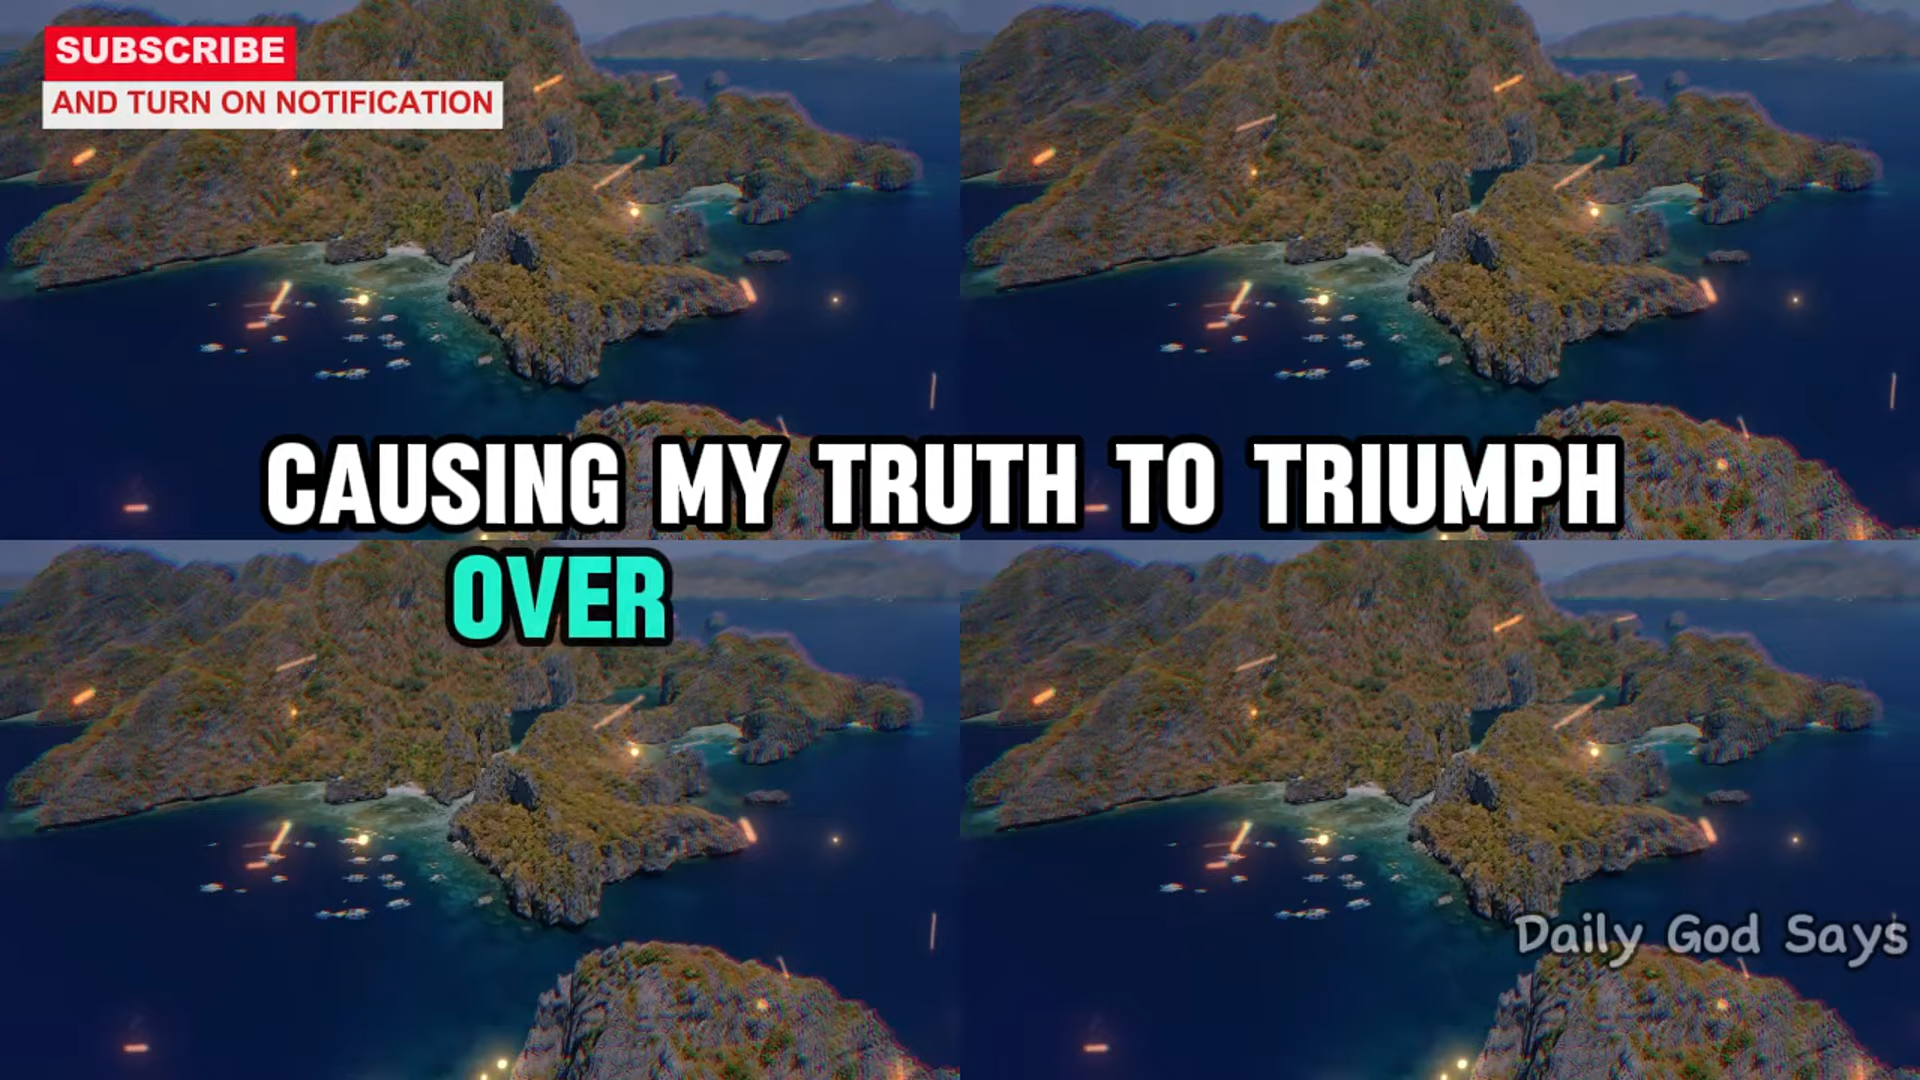 SUBSCRIBE
AND TURN ON NOTIFICATION
CAUSING MY TRUTH TO TRIUMPH
OVER
Daily God Says